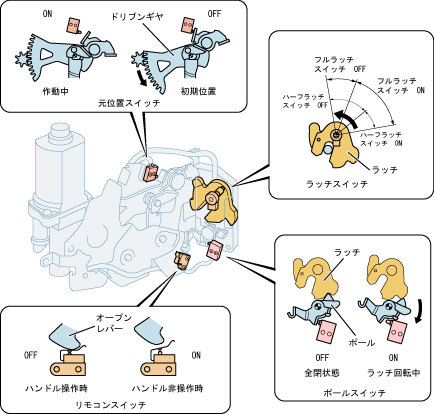 ON
ドリブンギヤ
OFF
作動中
初期位置
元位置スイッチ
フルラッチ
スイッチ OFF
フルラッチ
スイッチ ON
ハーフラッチ
スイッチ OFF
ハーフラッチ
スイッチ ON
ラッチ
ラッチスイッチ
オープン
レバー
OFF
ON
ハンドル操作時
ハンドル非操作時
リモコンスイッチ
ラッチ
ポール
OFF
ON
全閉状態
ラッチ回転中
ポールスイッチ